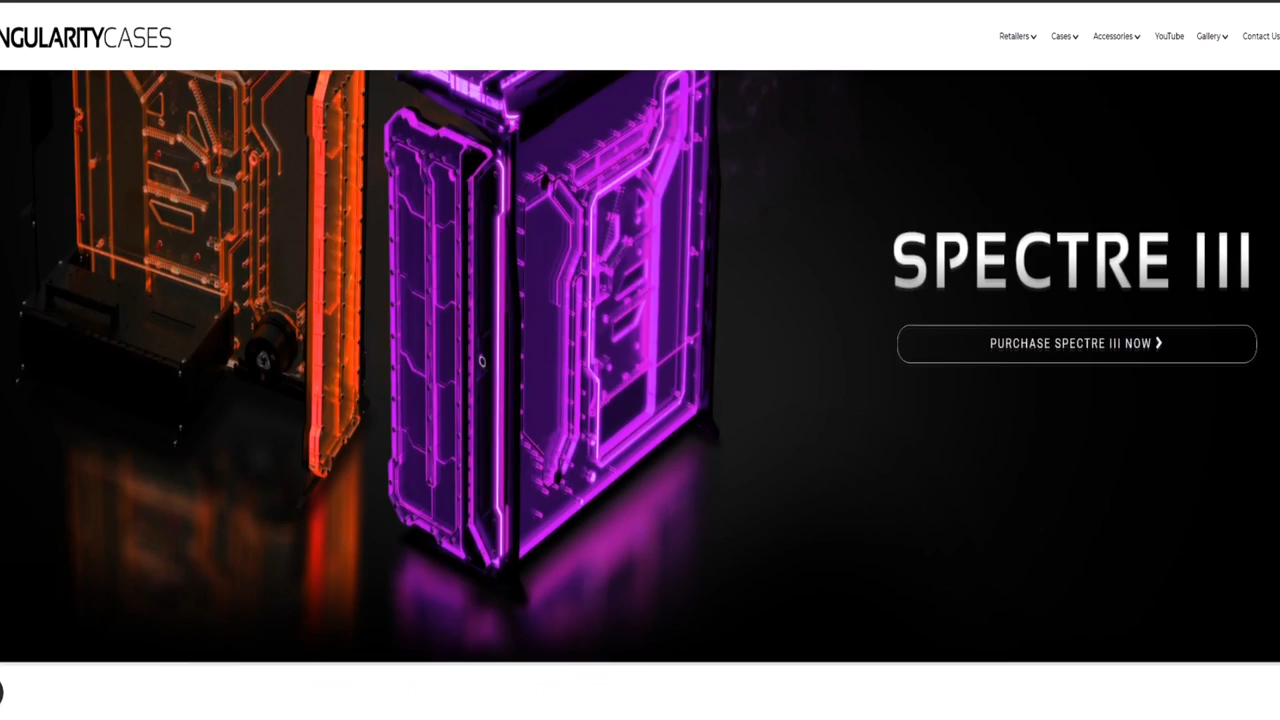 NGULARITYCASES
Retailers Cases Accessories YouTube Gallery Contact Us
SPECTRE III
PURCHASE SPECTRE III NOW